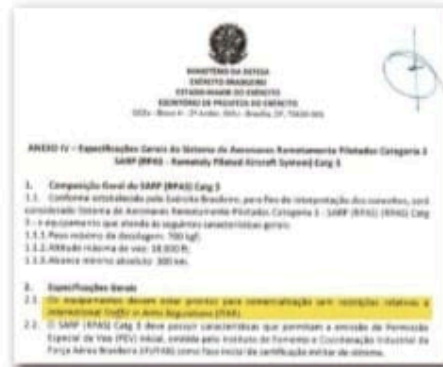 MINISTÉRIO DA DEFESA
EXÉRCITO BRASILEIRO
ESTADO-MAIOR DO EXÉRCITO
ESCRITÓRIO DE PROJETOS DO EXÉRCITO
ANEXO IV – Especificações Gerais do Sistema de Aeronaves Remotamente Pilotadas Categoria 3
SARP (RPAS - Remotely Piloted Aircraft System) Catg 3
1. Composição Geral do SARP (RPAS) Catg 3
1.1. Conforme estabelecido pelo Exército Brasileiro, para fins de interpretação dos conceitos, será
considerado Sistema de Aeronaves Remotamente Pilotadas Categoria 3 - SARP (RPAS) (RPAS) Catg
3 - o equipamento que atenda às seguintes características gerais:
1.1.1. Peso máximo de decolagem: 700 kgf;
1.1.2. Altitude máxima de voo: 18.000 ft;
1.1.3. Alcance mínimo absoluto: 300 km.
2. Especificações Gerais
2.1. Os equipamentos devem estar prontos para comercialização sem restrições relativas a
International Traffic in Arms Regulations (ITAR).
2.2. O SARP (RPAS) Catg 3 deve possuir características que permitam a emissão de Permissão
Especial de Voo (PEV) inicial, emitida pelo Instituto de Fomento e Coordenação Industrial da
Força Aérea Brasileira (IFI/FAB) como fase inicial de certificação militar do sistema.